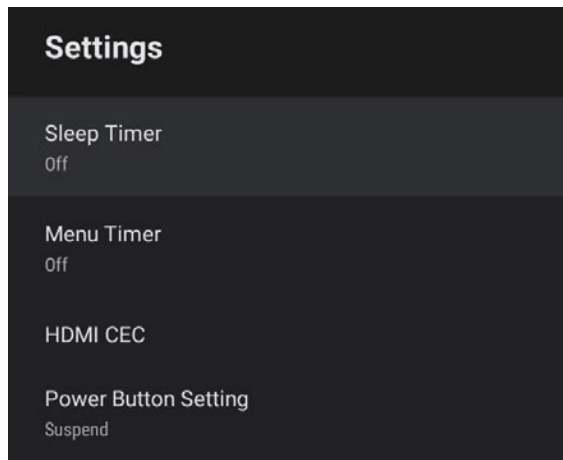 Settings
Sleep Timer
Off
Menu Timer
Off
HDMI CEC
Power Button Setting
Suspend